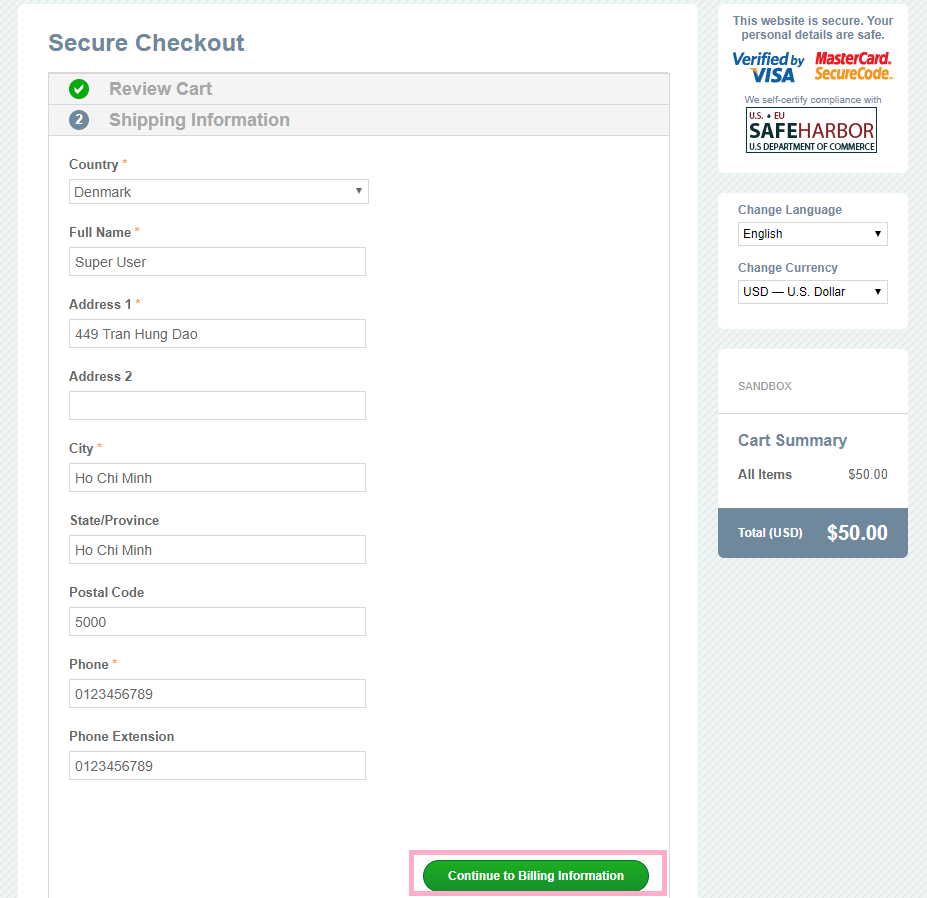 Secure Checkout
Review Cart
2 Shipping Information
Country *
Denmark
Full Name *
Super User
Address 1 *
449 Tran Hung Dao
Address 2
City *
Ho Chi Minh
State/Province
Ho Chi Minh
Postal Code
5000
Phone *
0123456789
Phone Extension
0123456789
Continue to Billing Information
This website is secure. Your
personal details are safe.
Verified by
VISA
MasterCard.
SecureCode.
We self-certify compliance with
U.S. ♦ EU
SAFEHARBOR
U.S DEPARTMENT OF COMMERCE
Change Language
English
Change Currency
USD — U.S. Dollar
SANDBOX
Cart Summary
All Items $50.00
Total (USD) $50.00